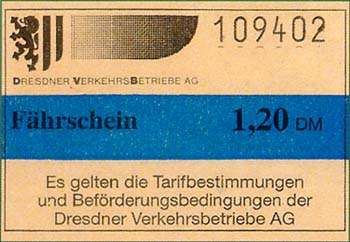 109402
DRESDNER VERKEHRSBETRIEBE AG
Fährschein 1,20 DM
Es gelten die Tarifbestimmungen
und Beförderungsbedingungen der
Dresdner Verkehrsbetriebe AG